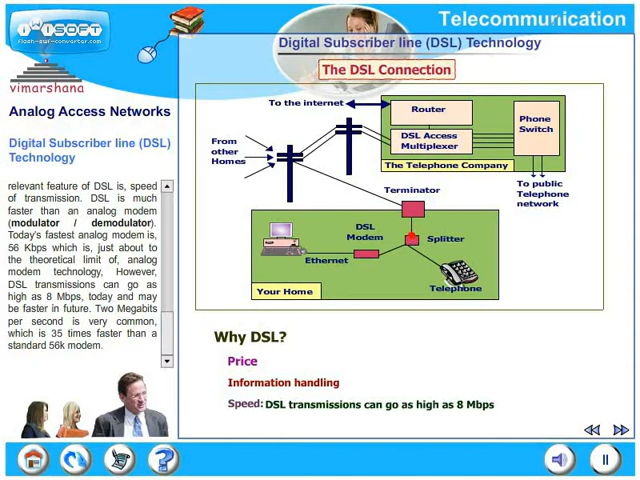 Telecommunication
iWiSOFT
flash-swf-converter.com
Digital Subscriber line (DSL) Technology
The DSL Connection
vimarshana
Analog Access Networks
Digital Subscriber line (DSL)
Technology
relevant feature of DSL is, speed
of transmission. DSL is much
faster than an analog modem
(modulator / demodulator).
Today's fastest analog modem is
56 Kbps which is, just about to
the theoretical limit of, analog
modem technology, However,
DSL transmissions can go as
high as 8 Mbps, today and may
be faster in future. Two Megabits
per second is very common,
which is 35 times faster than a
standard 56k modem.
To the internet
Router
Phone
Switch
DSL Access
Multiplexer
The Telephone Company
From
other
Homes
To public
Telephone
network
Terminator
DSL
Modem
Splitter
Ethernet
Telephone
Your Home
Why DSL?
Price
Information handling
Speed: DSL transmissions can go as high as 8 Mbps